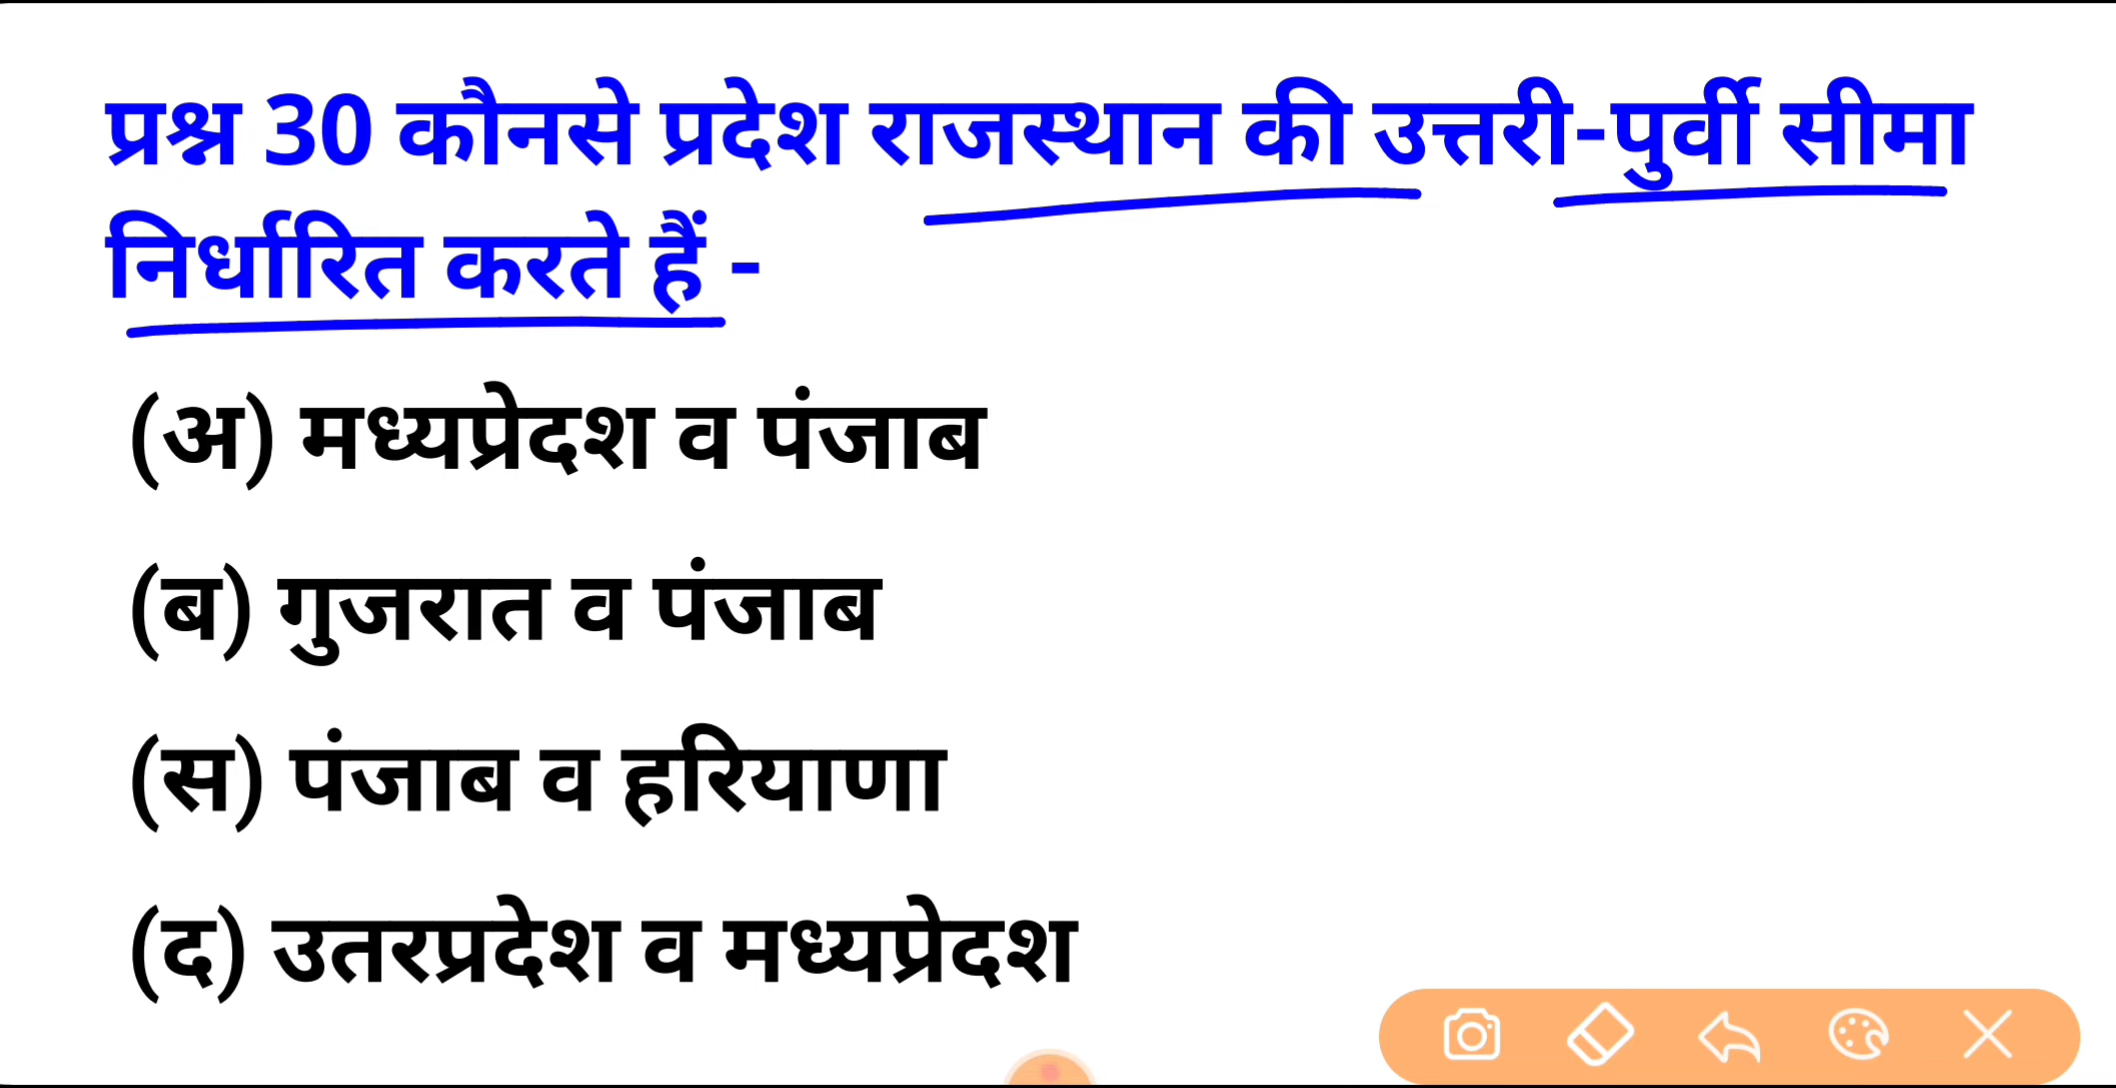 प्रश्न 30 कौनसे प्रदेश राजस्थान की उत्तरी-पुर्वी सीमा
निर्धारित करते हैं -
(अ) मध्यप्रेदश व पंजाब
(ब) गुजरात व पंजाब
(स) पंजाब व हरियाणा
(द) उतरप्रदेश व मध्यप्रेदश